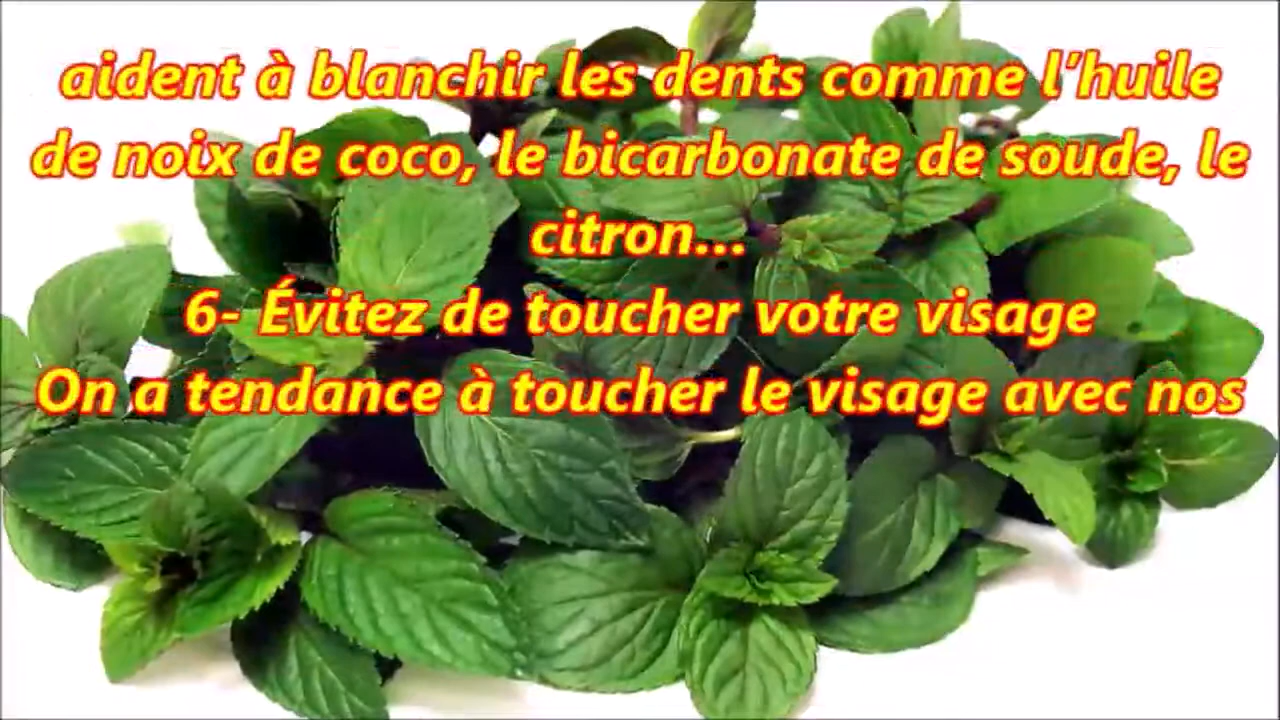 aident à blanchir les dents comme l'huile
de noix de coco, le bicarbonate de soude, le
citron...
6- Évitez de toucher votre visage
On a tendance à toucher le visage avec nos